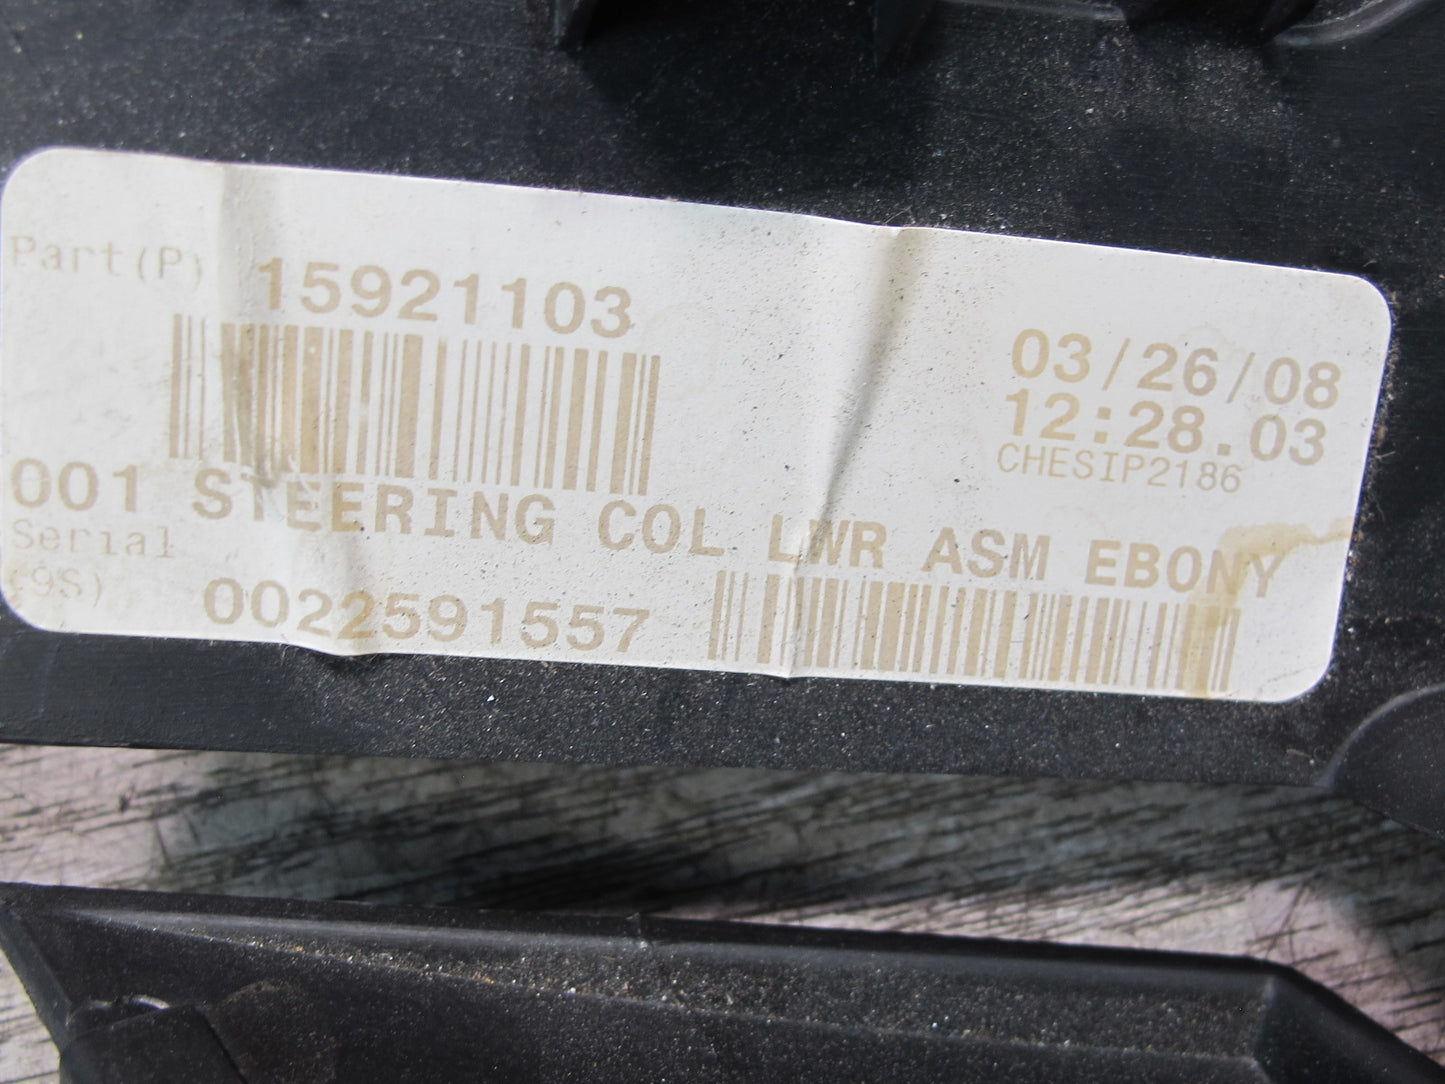 Part(P) 15921103
03/26/08
12:28.03
CHESIP2186
001 STEERING COL LWR ASM EBONY
Serial
(9S) 0022591557